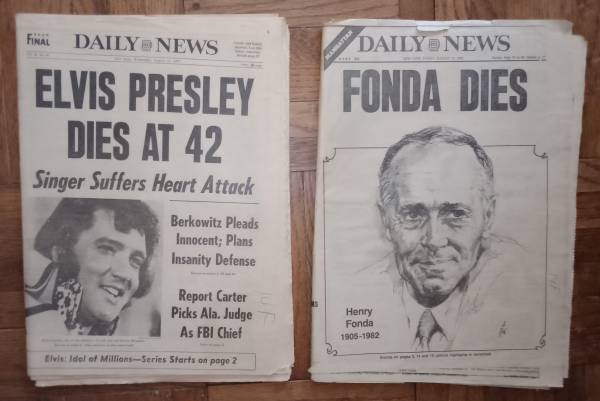 FINAL
DAILY NEWS
ELVIS PRESLEY
DIES AT 42
Singer Suffers Heart Attack
Berkowitz Pleads
Innocent; Plans
Insanity Defense
Report Carter
Picks Ala. Judge
As FBI Chief
Elvis: Idol of Millions—Series Starts on page 2
MANHATTAN
DAILY NEWS
FONDA DIES
Henry
Fonda
1905-1982